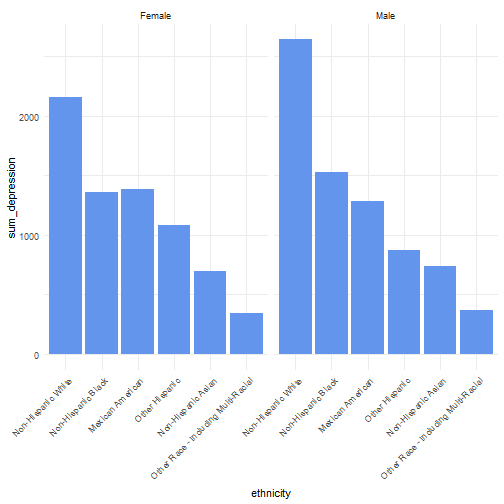 Female
Male
2000
1000
0
sum_depression
Non-Hispanic White
Non-Hispanic Black
Mexican American
Other Hispanic
Non-Hispanic Asian
Other Race - Including Multi-Racial
Non-Hispanic White
Non-Hispanic Black
Mexican American
Other Hispanic
Non-Hispanic Asian
Other Race - Including Multi-Racial
ethnicity